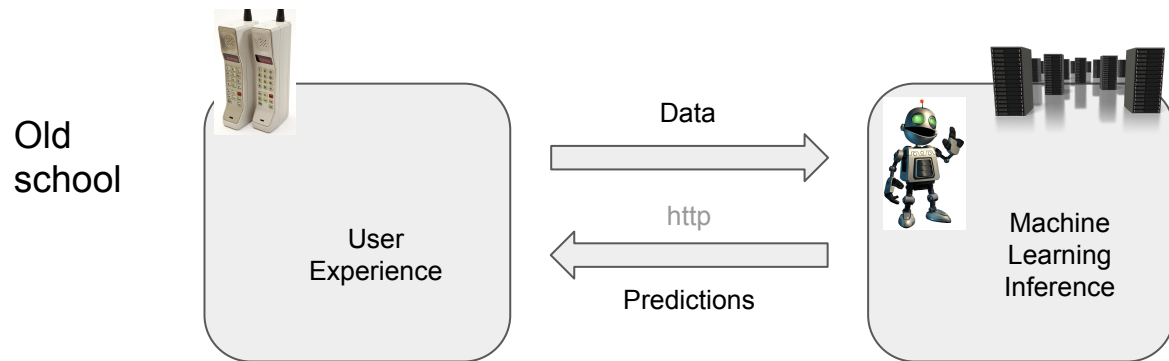 Old
school
User
Experience
Data
http
Predictions
Machine
Learning
Inference